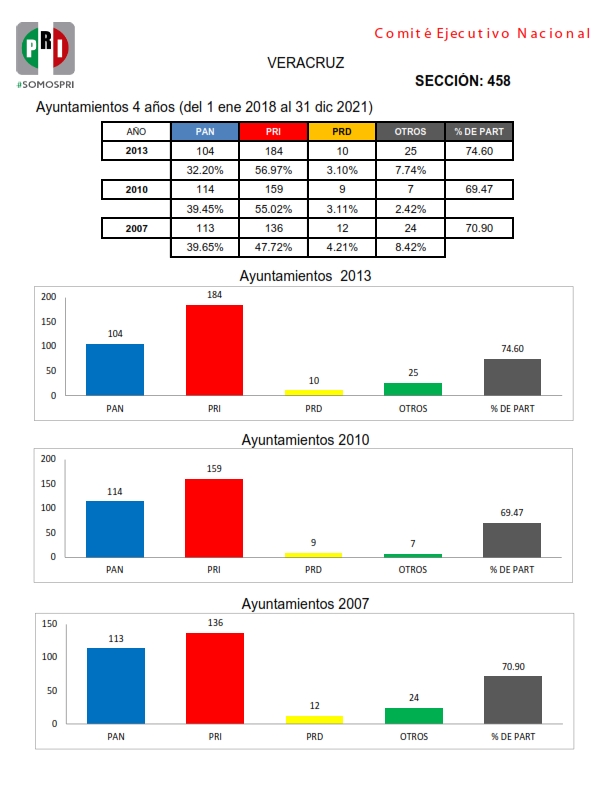 Comité Ejecutivo Nacional
PRI
#SOMOSPRI
VERACRUZ
SECCIÓN: 458
Ayuntamientos 4 años (del 1 ene 2018 al 31 dic 2021)
AÑO PAN PRI PRD OTROS % DE PART
2013 104 184 10 25 74.60
32.20% 56.97% 3.10% 7.74%
2010 114 159 9 7 69.47
39.45% 55.02% 3.11% 2.42%
2007 113 136 12 24 70.90
39.65% 47.72% 4.21% 8.42%
Ayuntamientos 2013
200
150
100
50
0
104 184 10 25 74.60
PAN PRI PRD OTROS % DE PART
Ayuntamientos 2010
200
150
100
50
0
114 159 9 7 69.47
PAN PRI PRD OTROS % DE PART
Ayuntamientos 2007
150
100
50
0
113 136 12 24 70.90
PAN PRI PRD OTROS % DE PART